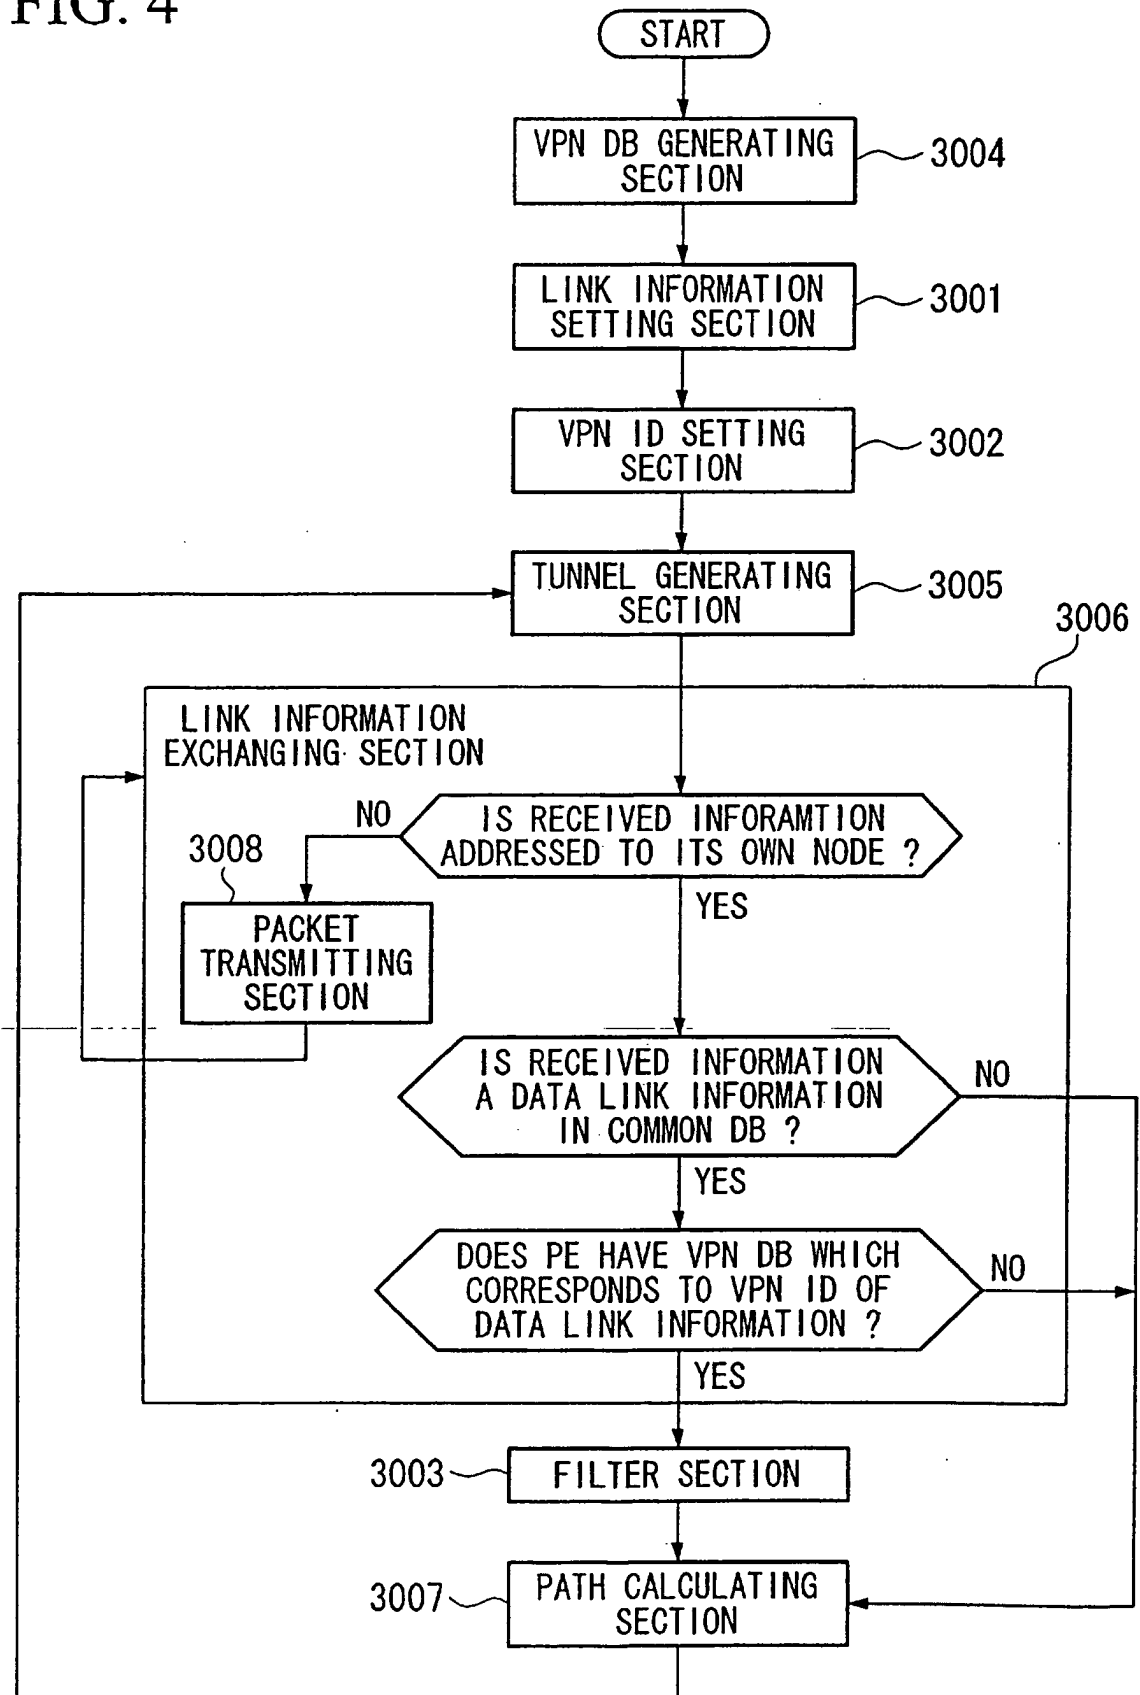 FIG. 4
START
VPN DB GENERATING
SECTION
3004
LINK INFORMATION
SETTING SECTION
3001
VPN ID SETTING
SECTION
3002
TUNNEL GENERATING
SECTION
3005
3006
LINK INFORMATION
EXCHANGING SECTION
NO
IS RECEIVED INFORAMTION
ADDRESSED TO ITS OWN NODE ?
3008
YES
PACKET
TRANSMITTING
SECTION
IS RECEIVED INFORMATION
A DATA LINK INFORMATION
IN COMMON DB ?
NO
YES
DOES PE HAVE VPN DB WHICH
CORRESPONDS TO VPN ID OF
DATA LINK INFORMATION ?
NO
YES
3003
FILTER SECTION
3007
PATH CALCULATING
SECTION